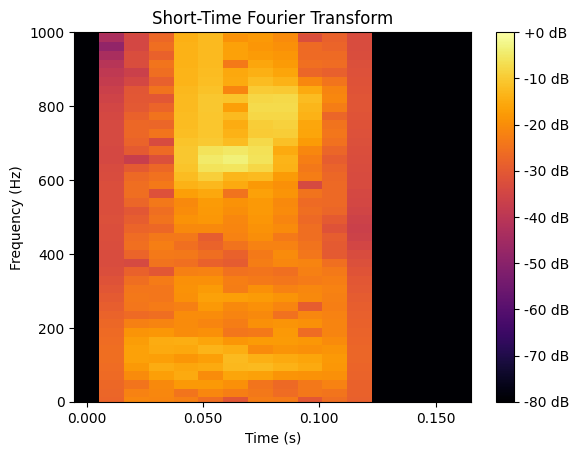 Short-Time Fourier Transform
1000
800
600
400
200
0
Frequency (Hz)
0.000
0.050
0.100
0.150
Time (s)
+0 dB
-10 dB
-20 dB
-30 dB
-40 dB
-50 dB
-60 dB
-70 dB
-80 dB